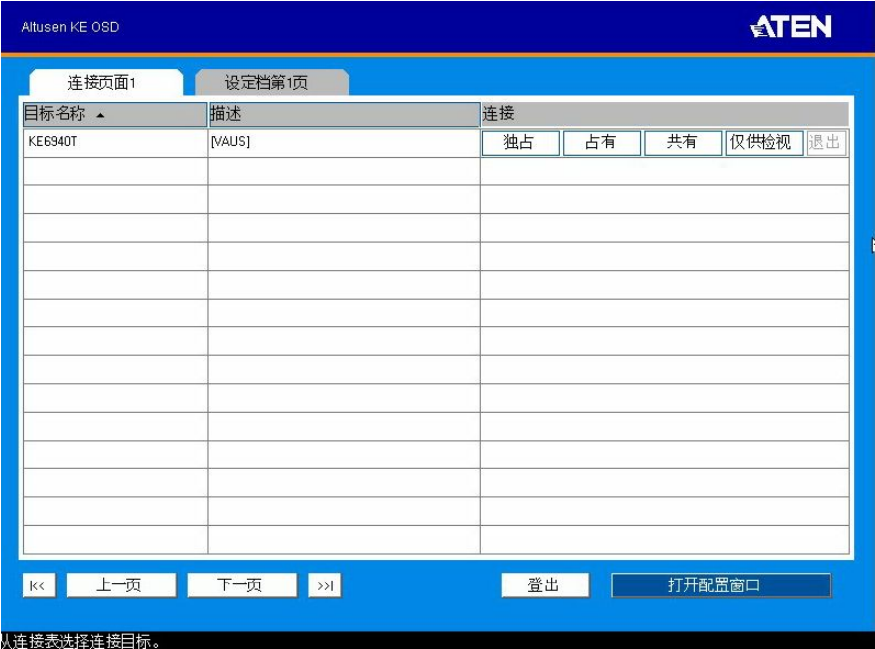 Altusen KE OSD
ATEN
连接页面1 设定档第1页
目标名称 描述 连接
KE6940T [VAUS] 独占 占有 共有 仅供检视 退出
|<< 上一页 下一页 >>| 登出 打开配置窗口
从连接表选择连接目标。